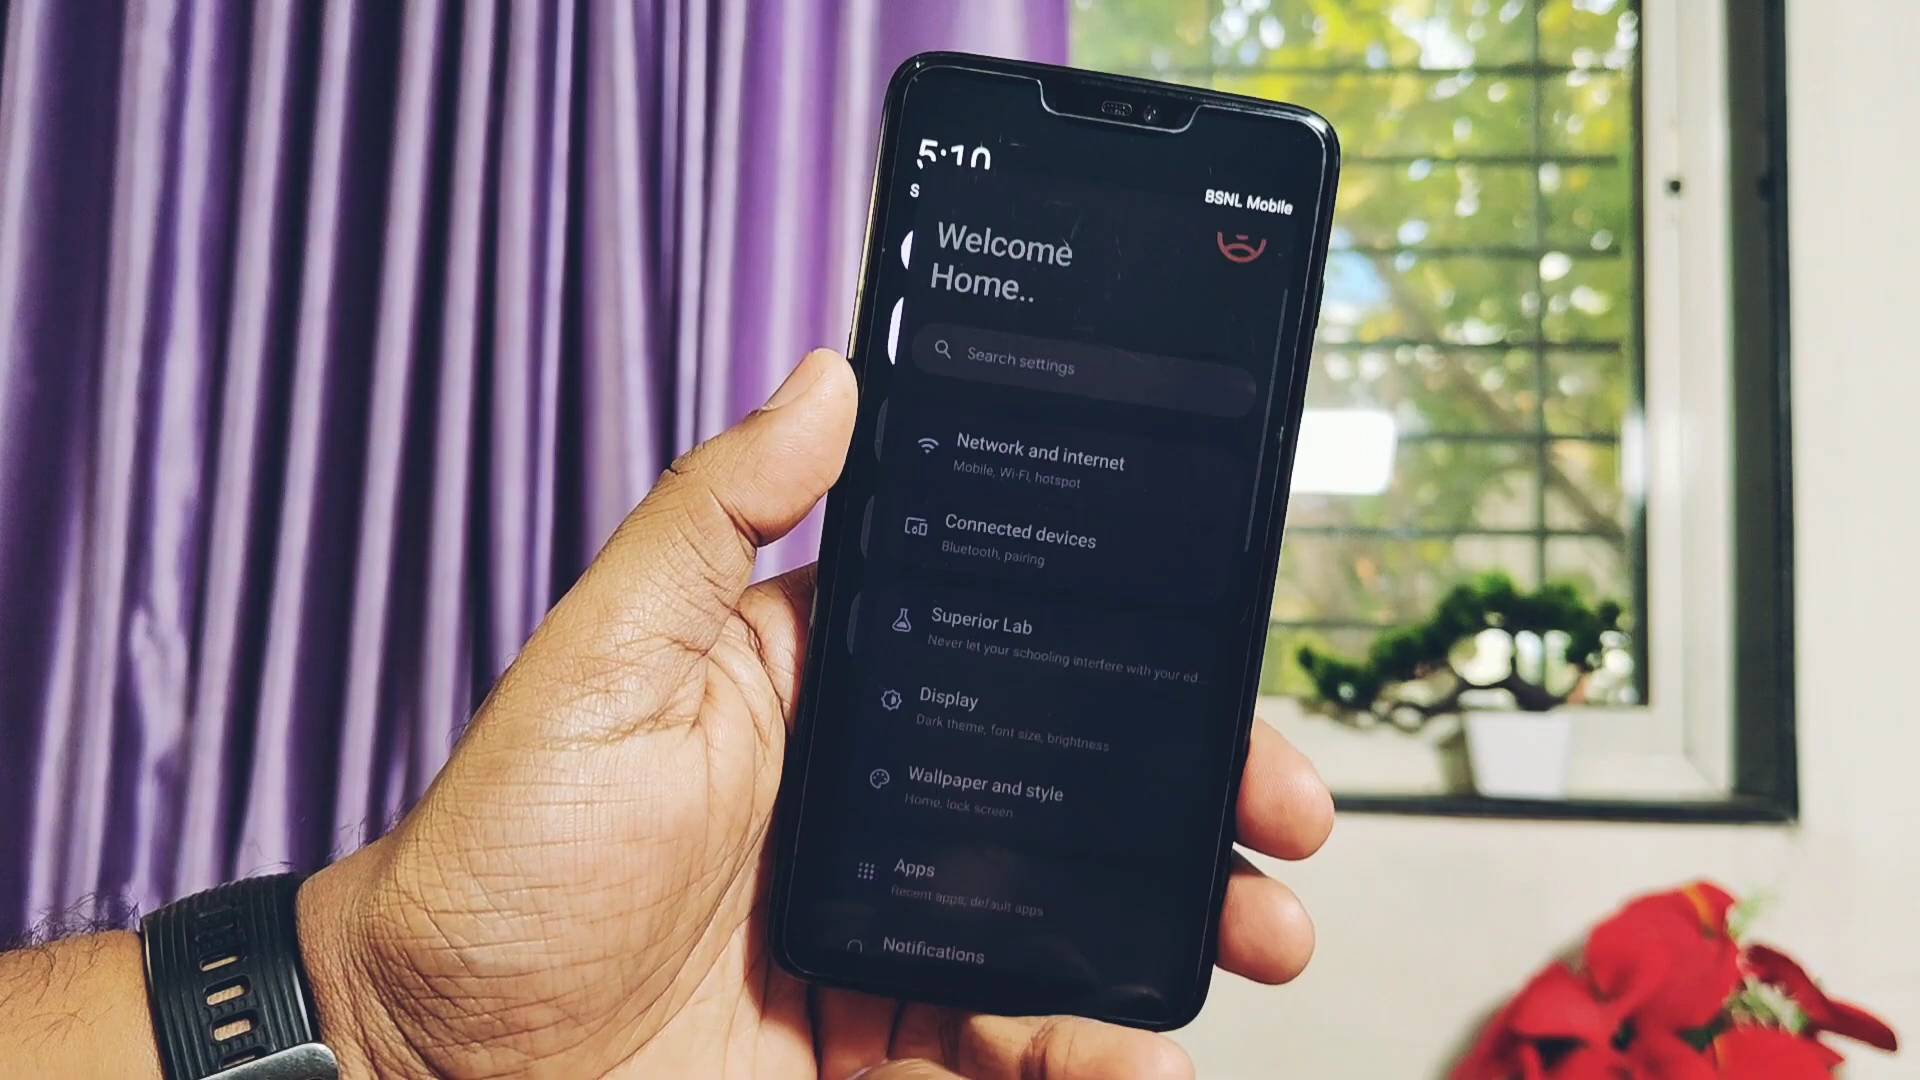 5:10
S
BSNL Mobile
Welcome
Home..
Search settings
Network and internet
Mobile, Wi-Fi, hotspot
Connected devices
Bluetooth, pairing
Superior Lab
Never let your schooling interfere with your ed...
Display
Dark theme, font size, brightness
Wallpaper and style
Home, lock screen
Apps
Recent apps, default apps
Notifications